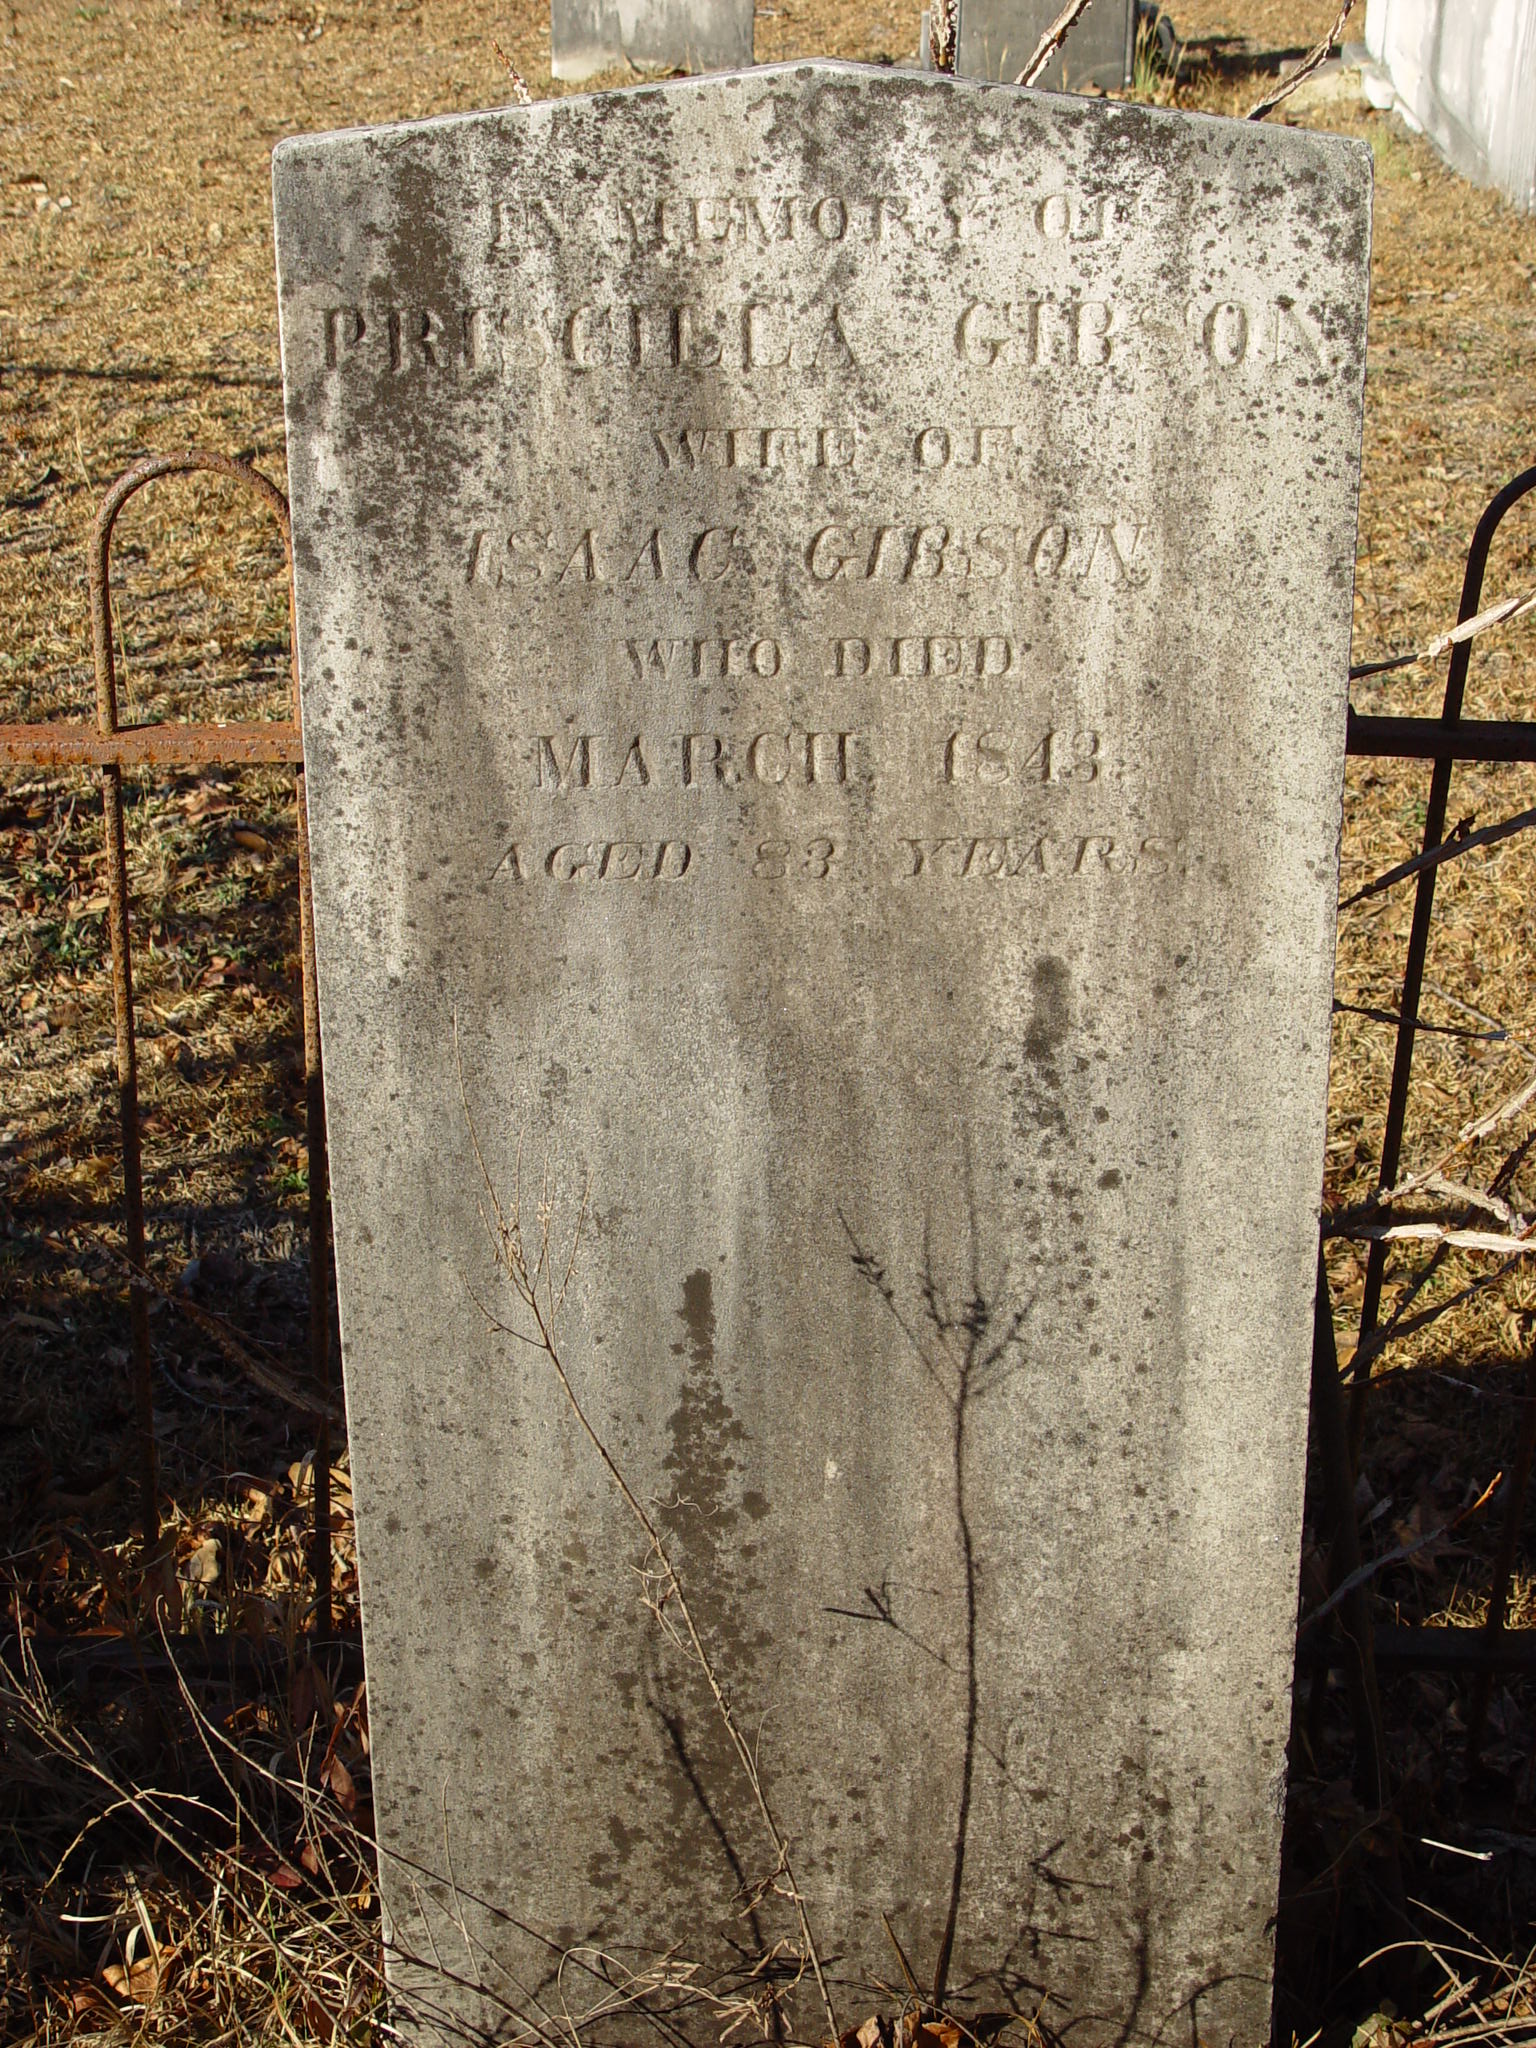 IN MEMORY OF
PRISCILLA GIBSON
WIFE OF
ISAAC GIBSON
WHO DIED
MARCH 1843
AGED 83 YEARS.